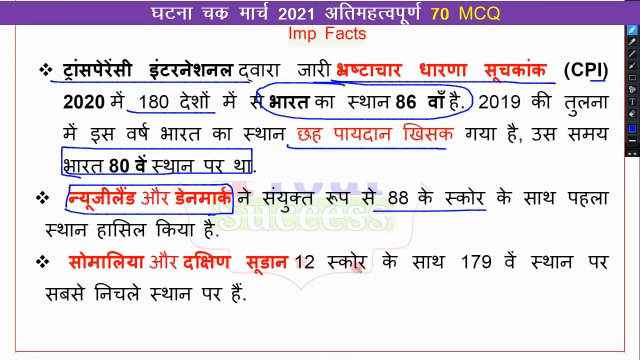 घटना चक्र मार्च 2021 अतिमहत्वपूर्ण 70 MCQ
Imp Facts
❖ ट्रांसपेरेंसी इंटरनेशनल द्वारा जारी भ्रष्टाचार धारणा सूचकांक (CPI)
2020 में 180 देशों में से भारत का स्थान 86 वाँ है. 2019 की तुलना
में इस वर्ष भारत का स्थान छह पायदान खिसक गया है, उस समय
भारत 80 वें स्थान पर था.
❖ न्यूजीलैंड और डेनमार्क ने संयुक्त रूप से 88 के स्कोर के साथ पहला
स्थान हासिल किया है.
Success
❖ सोमालिया और दक्षिण सूडान 12 स्कोर के साथ 179 वें स्थान पर
सबसे निचले स्थान पर हैं.